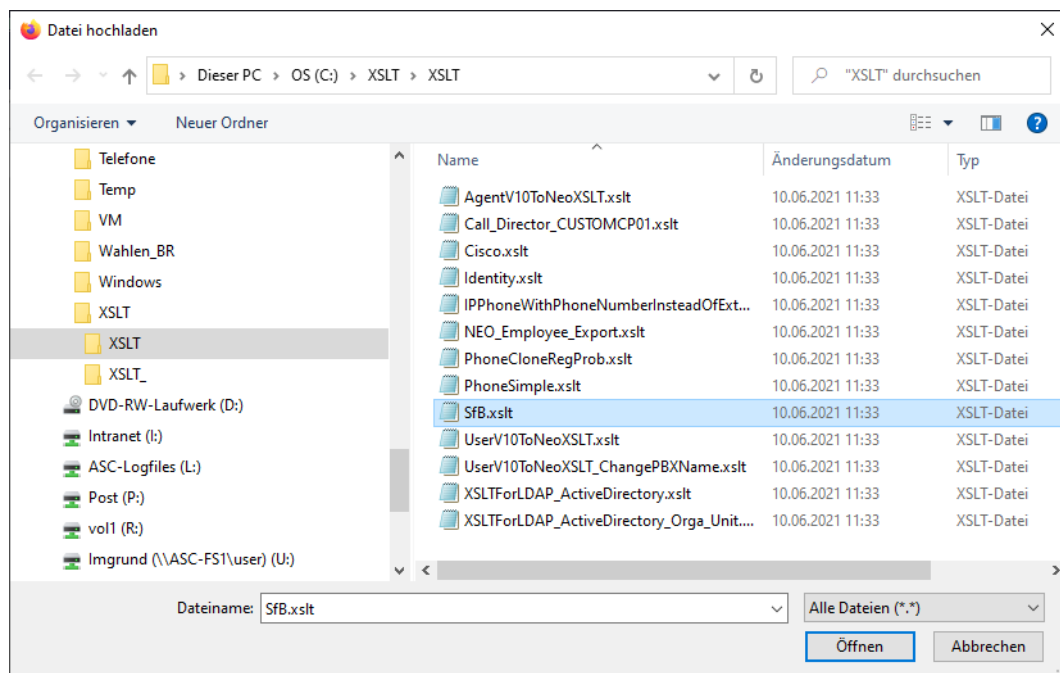 Datei hochladen
Dieser PC > OS (C:) > XSLT > XSLT
"XSLT" durchsuchen
Organisieren
Neuer Ordner
?
Telefone
Temp
VM
Wahlen_BR
Windows
XSLT
XSLT
XSLT_
DVD-RW-Laufwerk (D:)
Intranet (I:)
ASC-Logfiles (L:)
Post (P:)
vol1 (R:)
Imgrund (\\ASC-FS1\user) (U:)
Name Änderungsdatum Typ
AgentV10ToNeoXSLT.xslt 10.06.2021 11:33 XSLT-Datei
Call_Director_CUSTOMCP01.xslt 10.06.2021 11:33 XSLT-Datei
Cisco.xslt 10.06.2021 11:33 XSLT-Datei
Identity.xslt 10.06.2021 11:33 XSLT-Datei
IPPhoneWithPhoneNumberInsteadOfExt... 10.06.2021 11:33 XSLT-Datei
NEO_Employee_Export.xslt 10.06.2021 11:33 XSLT-Datei
PhoneCloneRegProb.xslt 10.06.2021 11:33 XSLT-Datei
PhoneSimple.xslt 10.06.2021 11:33 XSLT-Datei
SfB.xslt 10.06.2021 11:33 XSLT-Datei
UserV10ToNeoXSLT.xslt 10.06.2021 11:33 XSLT-Datei
UserV10ToNeoXSLT_ChangePBXName.xslt 10.06.2021 11:33 XSLT-Datei
XSLTForLDAP_ActiveDirectory.xslt 10.06.2021 11:33 XSLT-Datei
XSLTForLDAP_ActiveDirectory_Orga_Unit.... 10.06.2021 11:33 XSLT-Datei
Dateiname: SfB.xslt
Alle Dateien (*.*)
Öffnen
Abbrechen